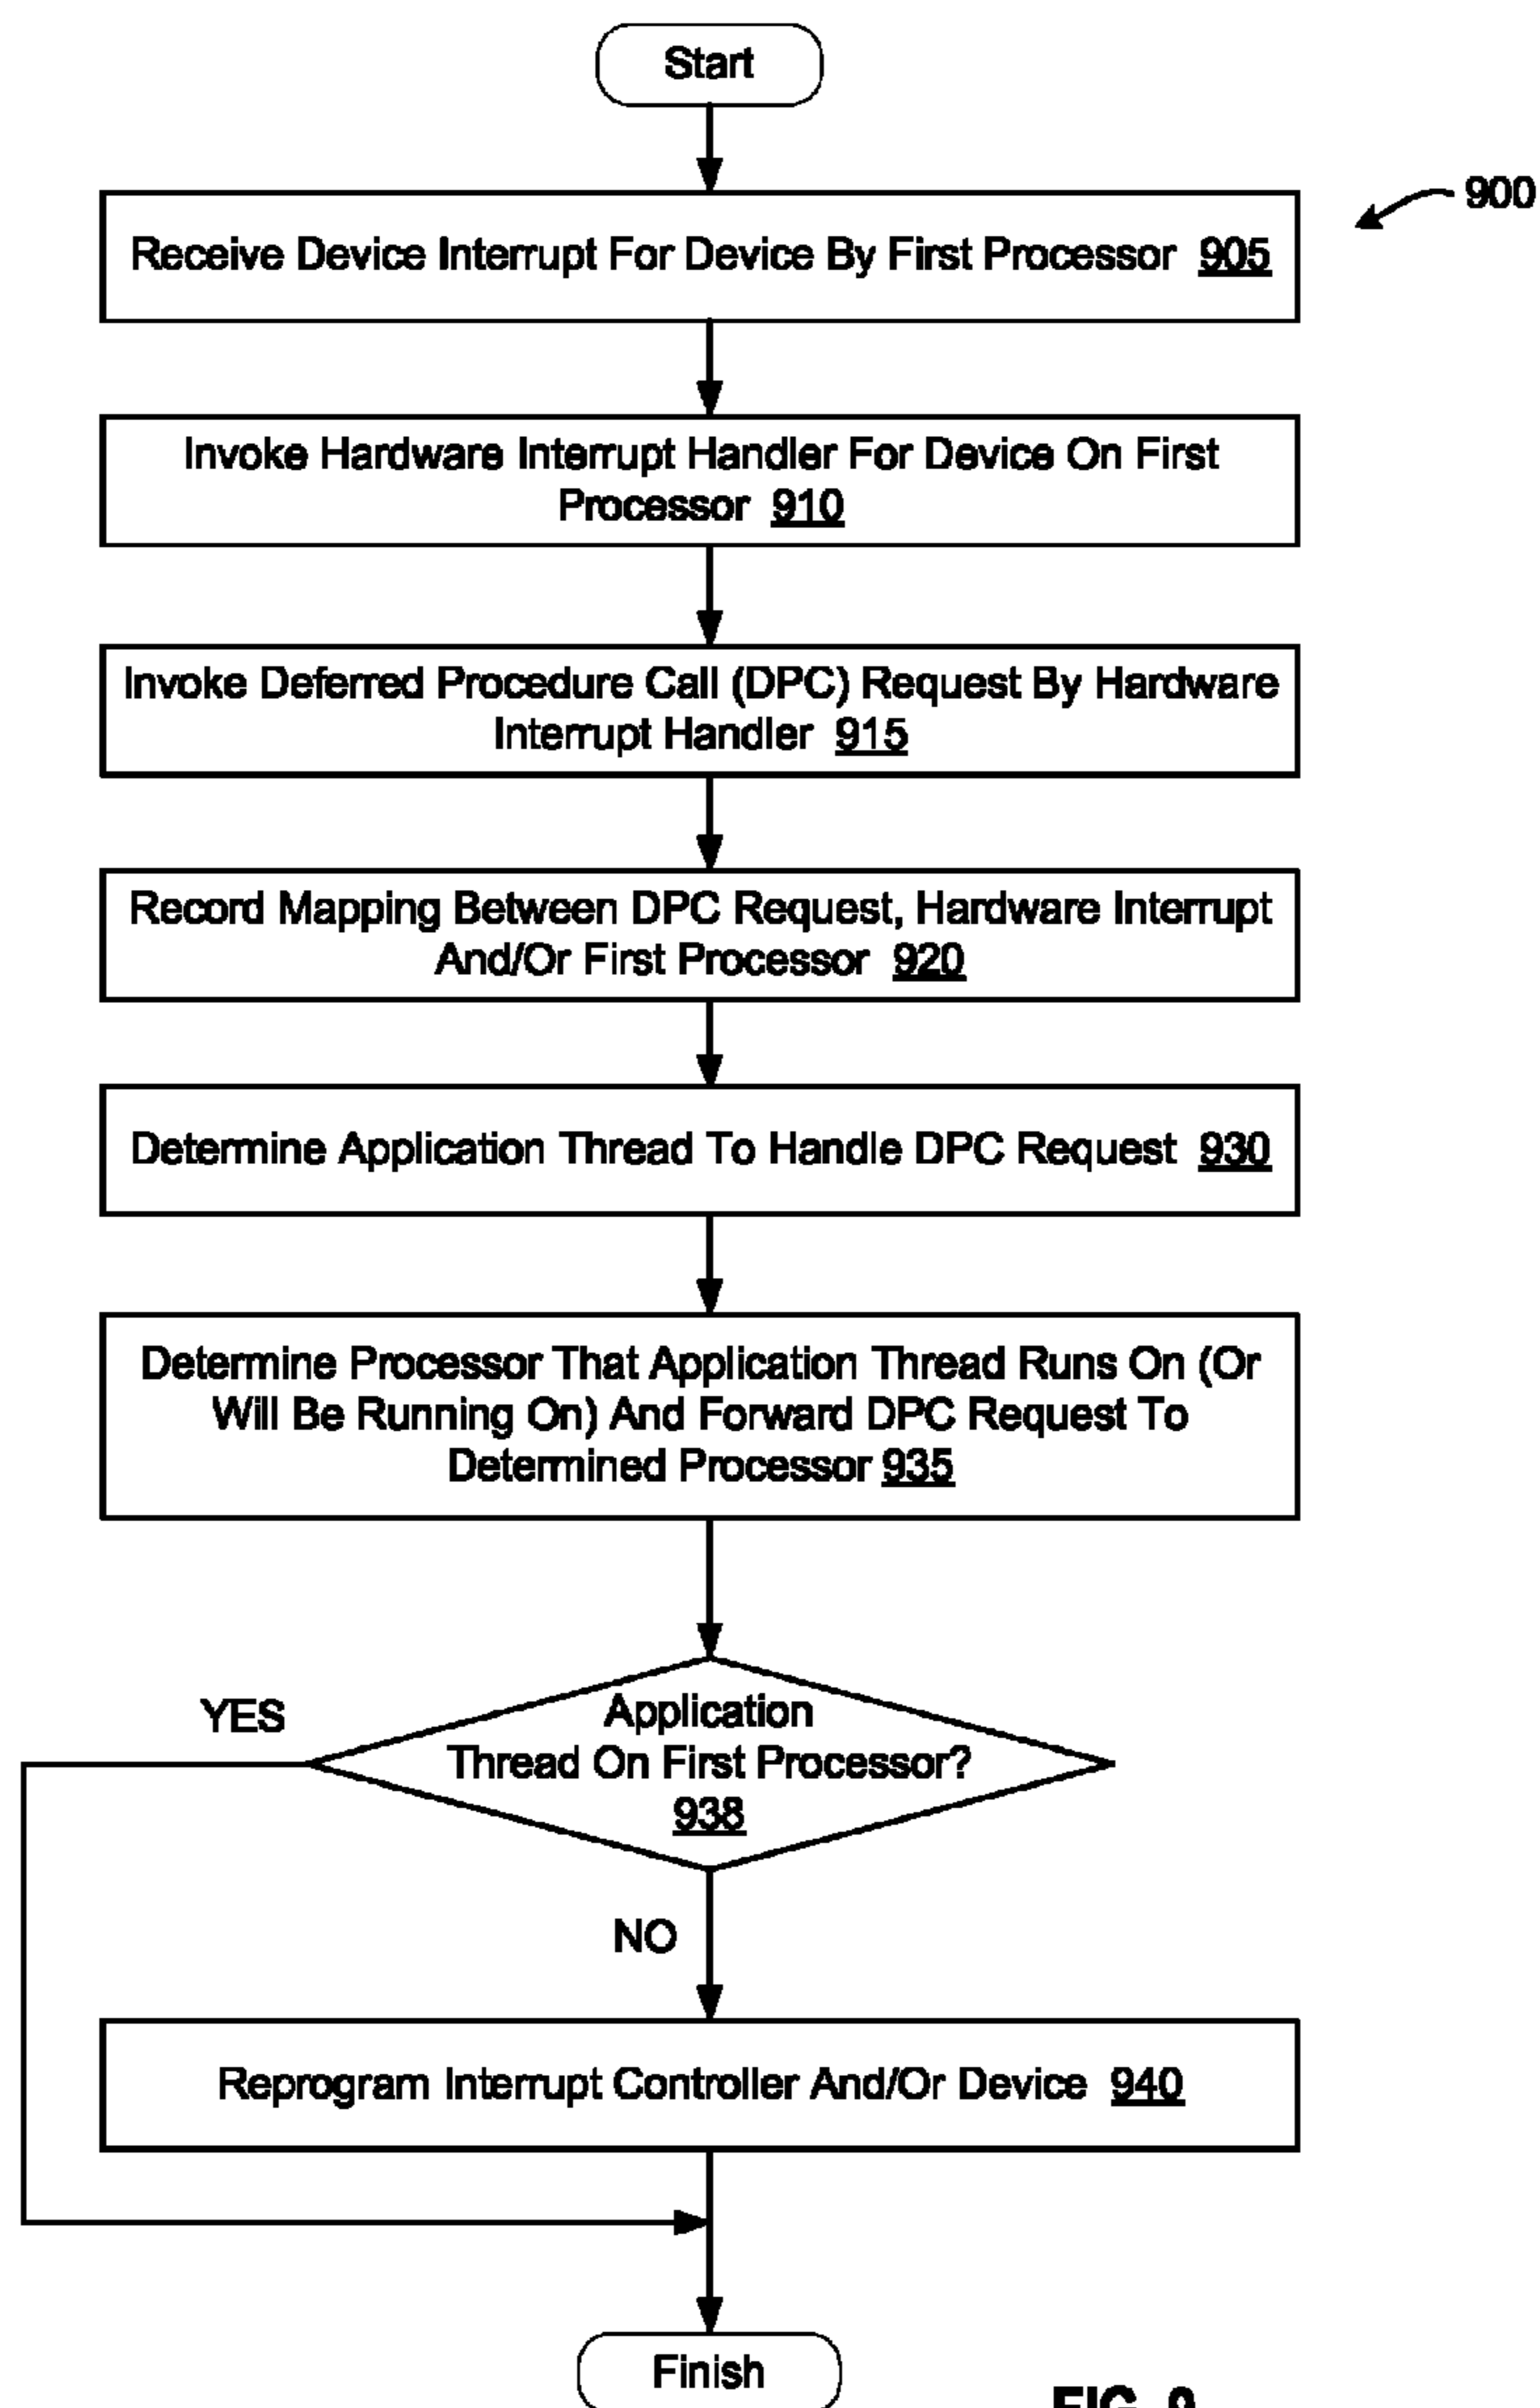 Start
900
Receive Device Interrupt For Device By First Processor 905
Invoke Hardware Interrupt Handler For Device On First
Processor 910
Invoke Deferred Procedure Call (DPC) Request By Hardware
Interrupt Handler 915
Record Mapping Between DPC Request, Hardware Interrupt
And/Or First Processor 920
Determine Application Thread To Handle DPC Request 930
Determine Processor That Application Thread Runs On (Or
Will Be Running On) And Forward DPC Request To
Determined Processor 935
YES
Application
Thread On First Processor?
938
NO
Reprogram Interrupt Controller And/Or Device 940
Finish
FIG. 9